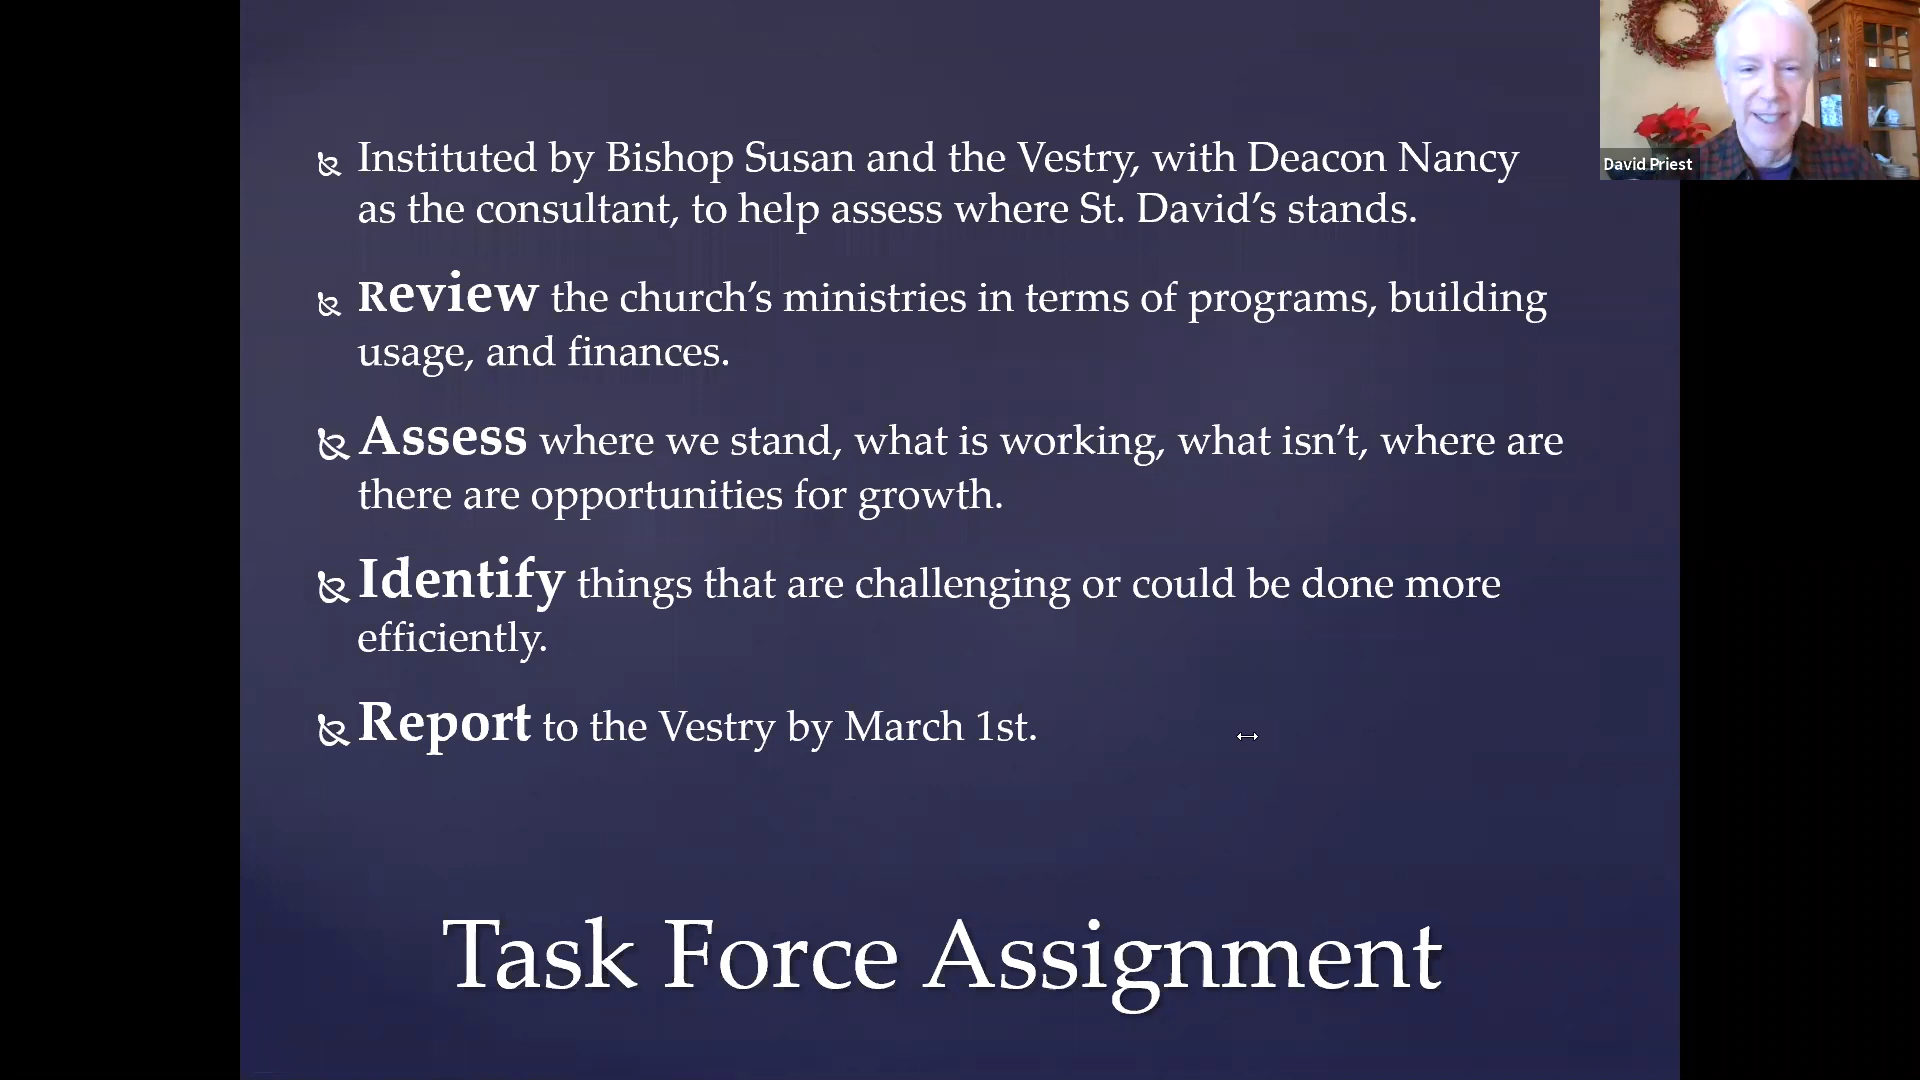 Instituted by Bishop Susan and the Vestry, with Deacon Nancy
as the consultant, to help assess where St. David’s stands.
Review the church’s ministries in terms of programs, building
usage, and finances.
Assess where we stand, what is working, what isn’t, where are
there are opportunities for growth.
Identify things that are challenging or could be done more
efficiently.
Report to the Vestry by March 1st.
Task Force Assignment
David Priest